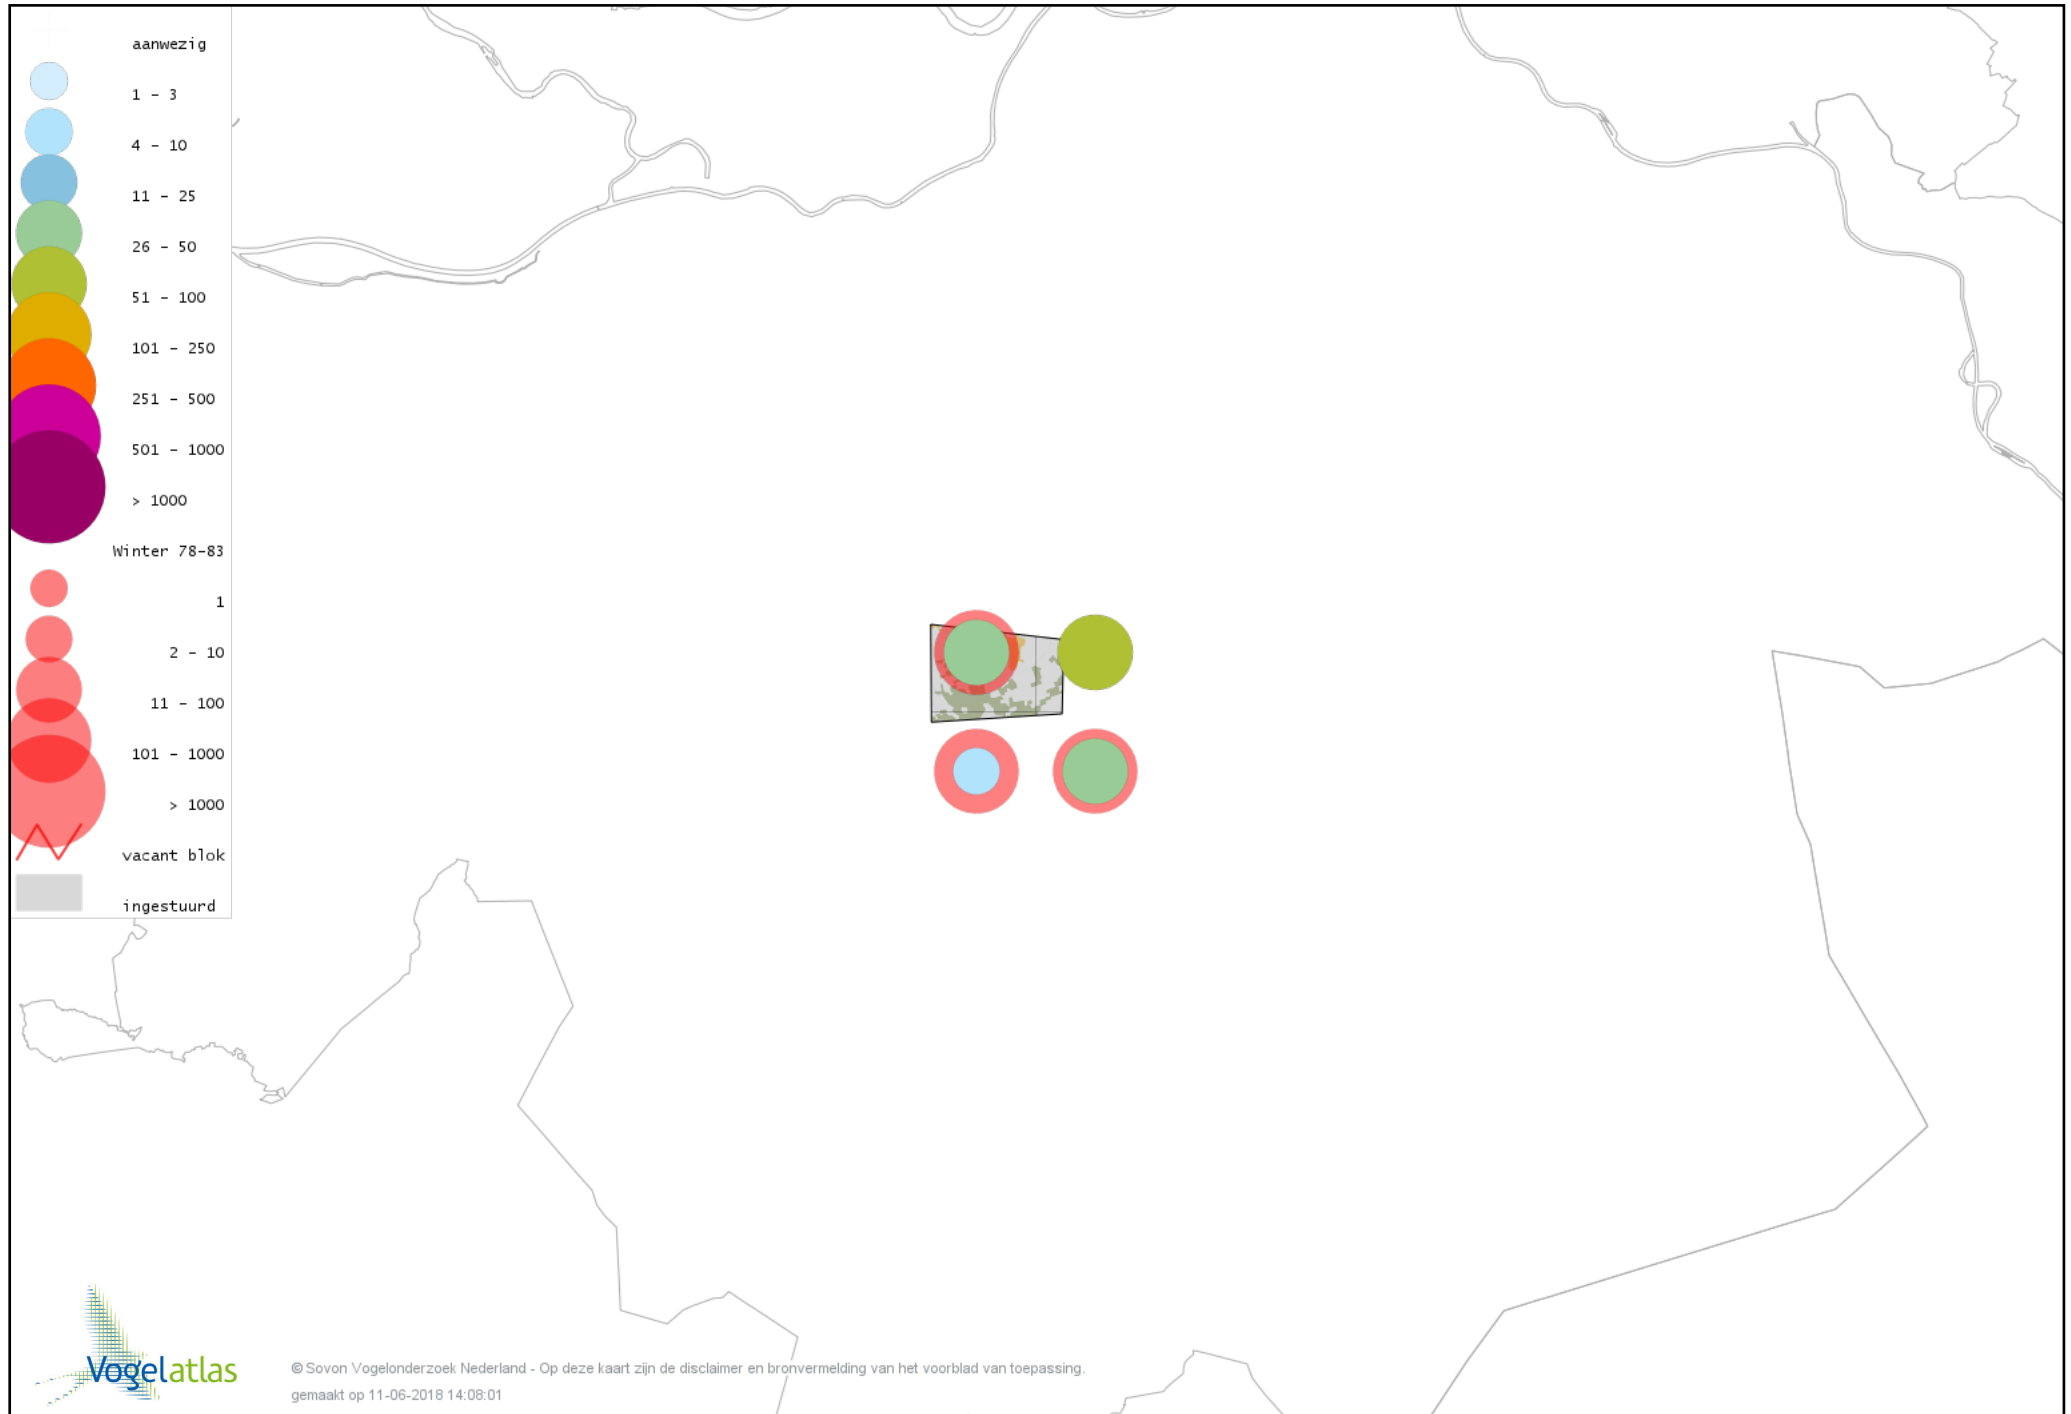 aanwezig
1 - 3
4 - 10
11 - 25
26 - 50
51 - 100
101 - 250
251 - 500
501 - 1000
> 1000
Winter 78-83
1
2 - 10
11 - 100
101 - 1000
> 1000
vacant blok
ingestuurd
Vogelatlas
© Sovon Vogelonderzoek Nederland - Op deze kaart zijn de disclaimer en bronvermelding van het voorblad van toepassing.
gemaakt op 11-06-2018 14:08:01